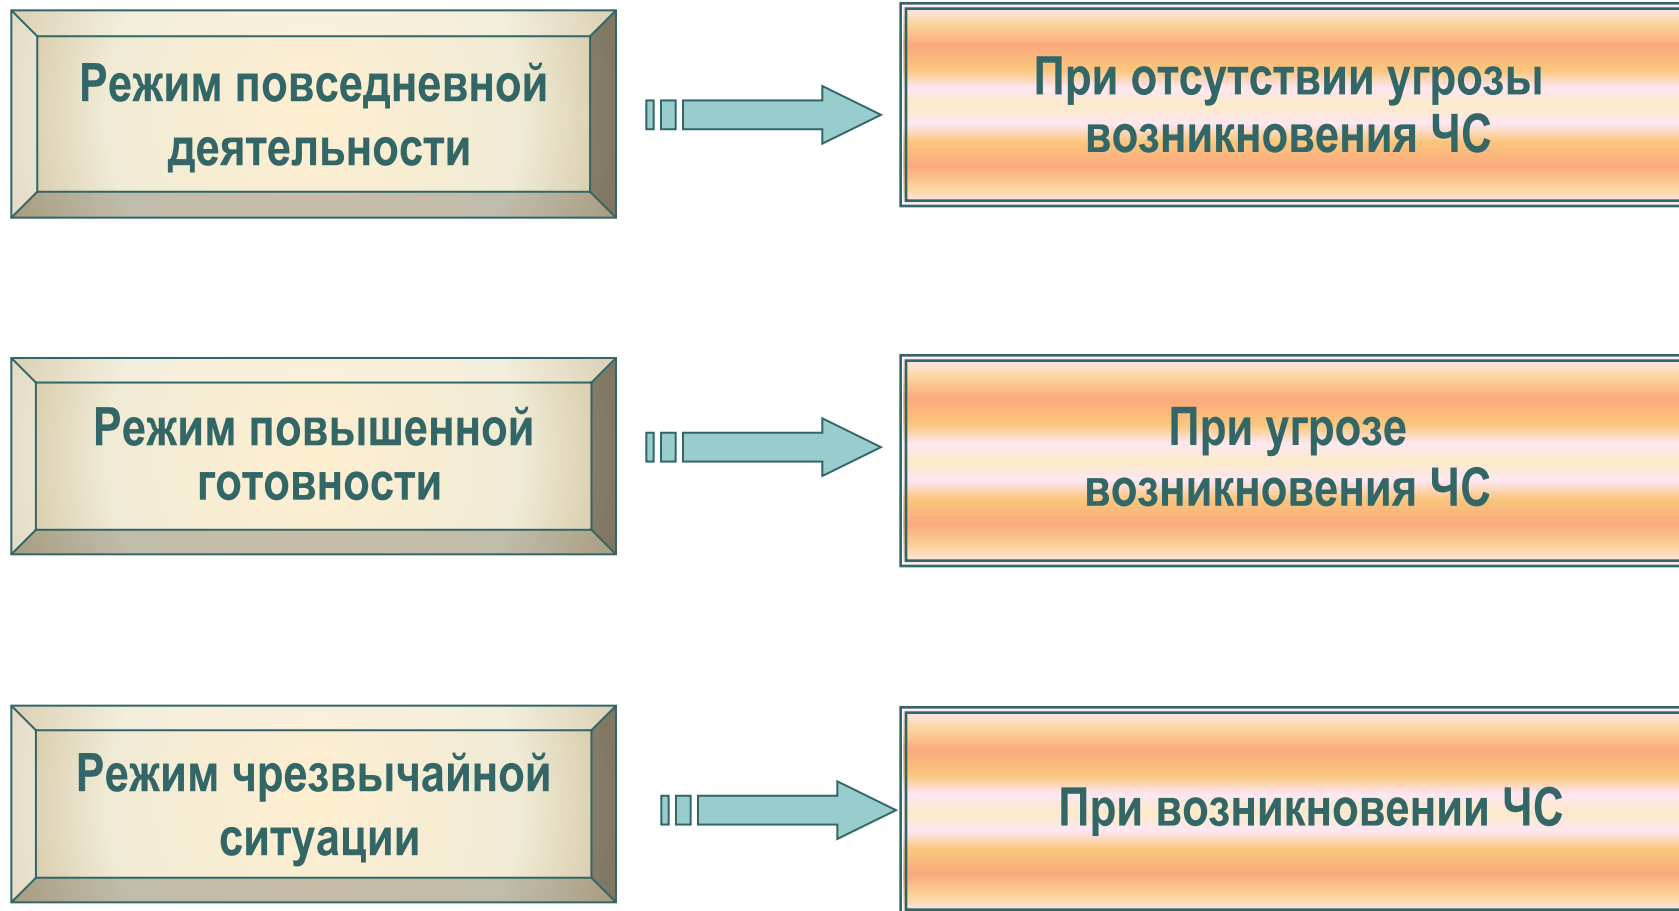 Режим повседневной
деятельности
При отсутствии угрозы
возникновения ЧС
Режим повышенной
готовности
При угрозе
возникновения ЧС
Режим чрезвычайной
ситуации
При возникновении ЧС